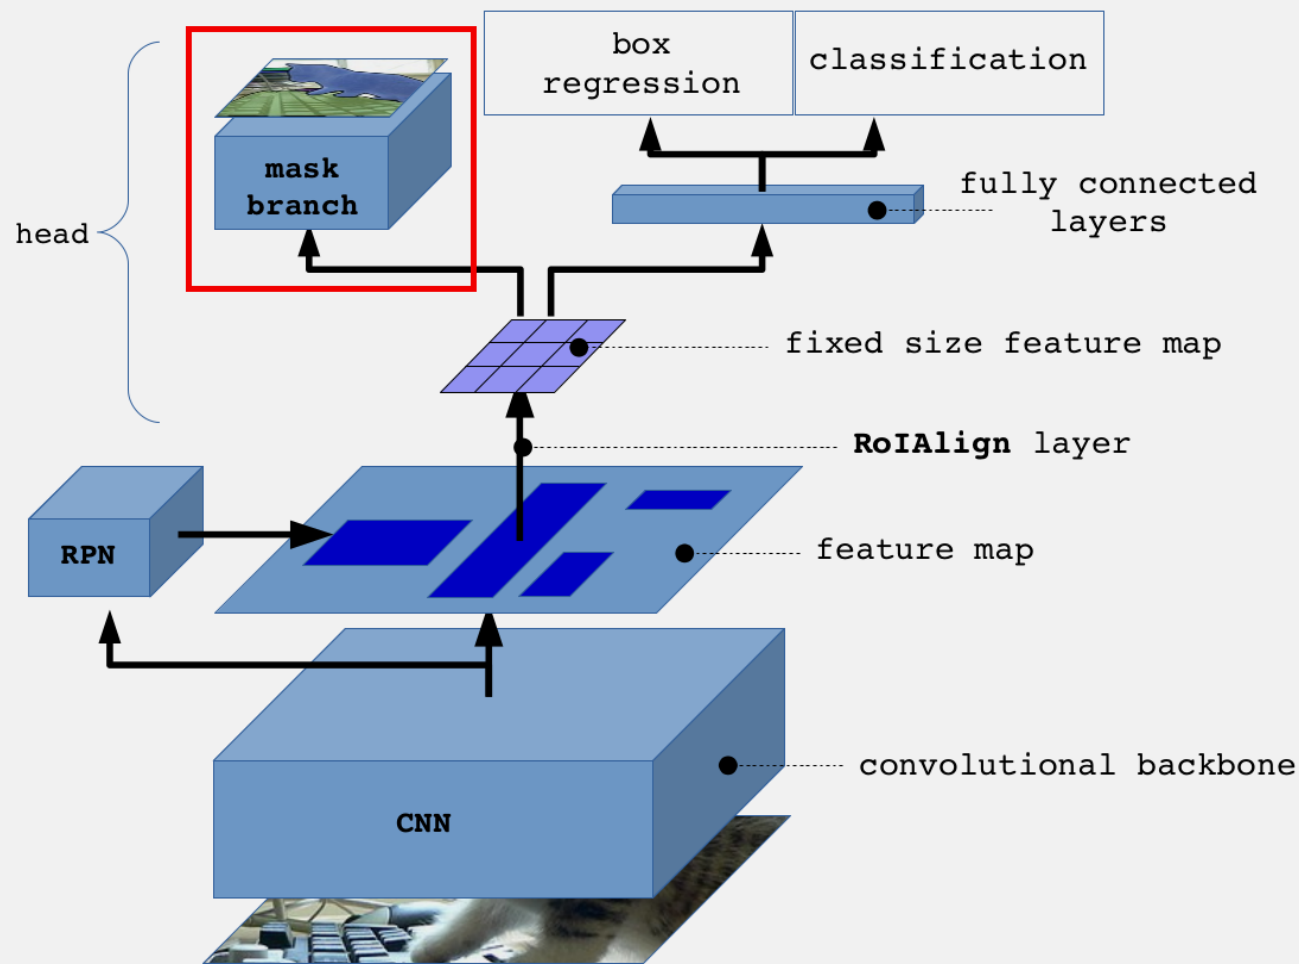 box
regression
classification
mask
branch
fully connected
layers
head
fixed size feature map
RoIAlign layer
RPN
feature map
convolutional backbone
CNN